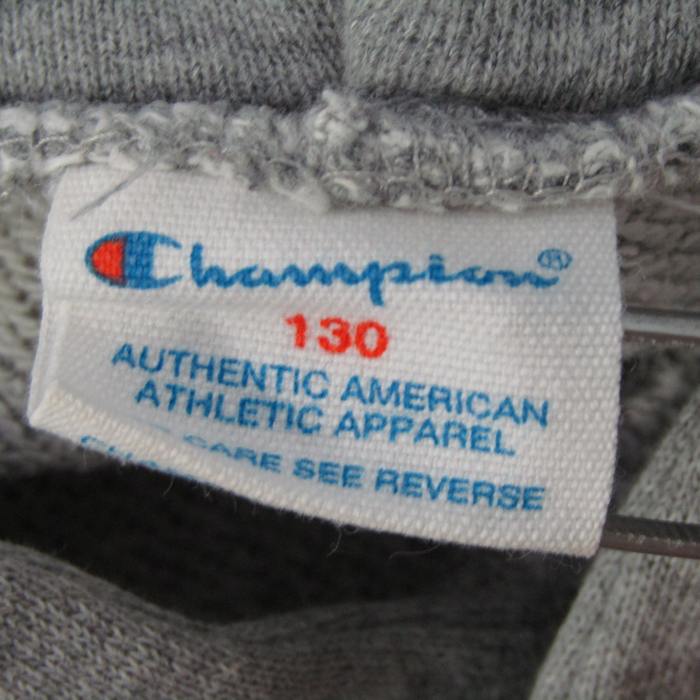 Champion®
130
AUTHENTIC AMERICAN
ATHLETIC APPAREL
CARE SEE REVERSE